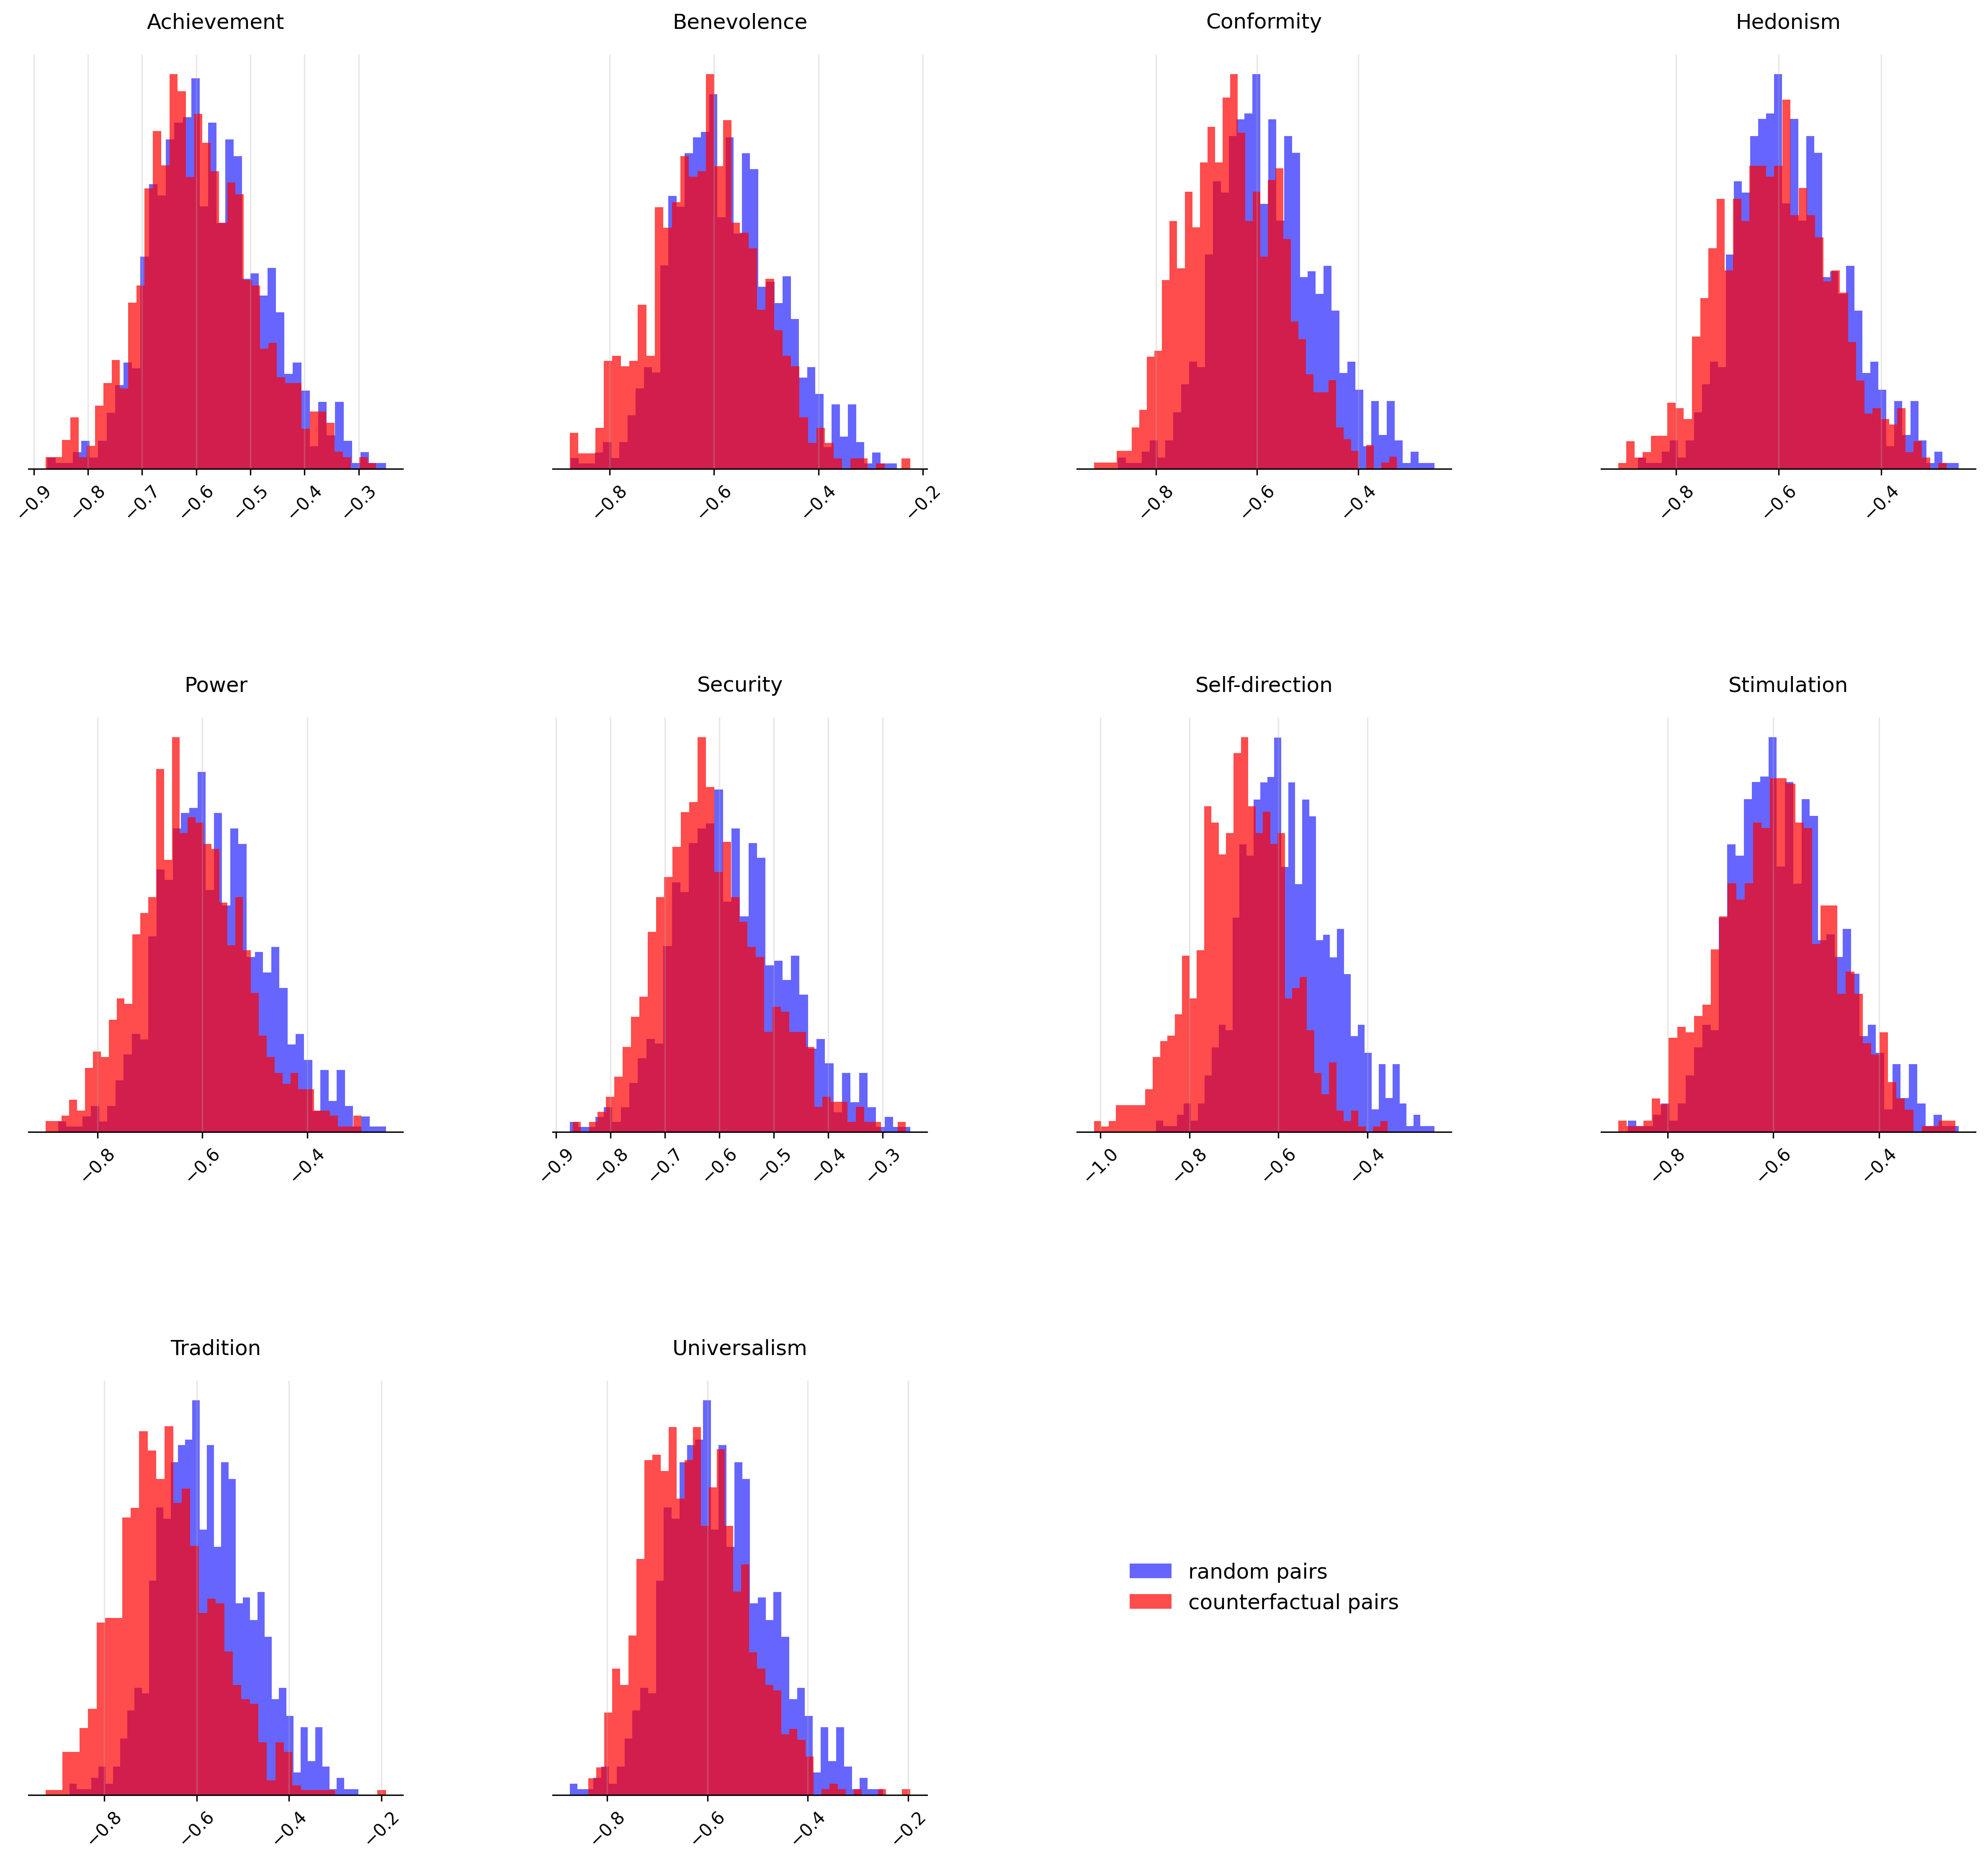 Achievement Benevolence Conformity Hedonism
−0.9 −0.8 −0.7 −0.6 −0.5 −0.4 −0.3 −0.8 −0.6 −0.4 −0.2 −0.8 −0.6 −0.4 −0.8 −0.6 −0.4
Power Security Self-direction Stimulation
−0.8 −0.6 −0.4 −0.9 −0.8 −0.7 −0.6 −0.5 −0.4 −0.3 −1.0 −0.8 −0.6 −0.4 −0.8 −0.6 −0.4
Tradition Universalism
random pairs
counterfactual pairs
−0.8 −0.6 −0.4 −0.2 −0.8 −0.6 −0.4 −0.2